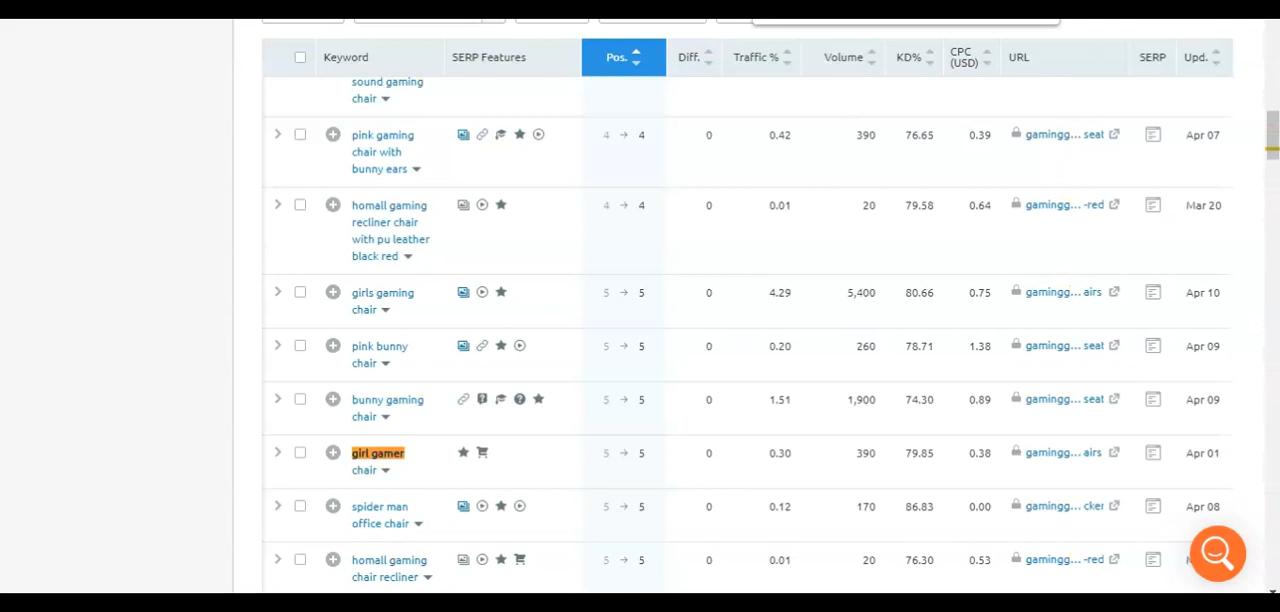 Keyword SERP Features Pos. Diff. Traffic % Volume KD% CPC (USD) URL SERP Upd.
sound gaming
chair
pink gaming 4 → 4 0 0.42 390 76.65 0.39 gamingg... seat Apr 07
chair with
bunny ears
homall gaming 4 → 4 0 0.01 20 79.58 0.64 gamingg... -red Mar 20
recliner chair
with pu leather
black red
girls gaming 5 → 5 0 4.29 5,400 80.66 0.75 gamingg... airs Apr 10
chair
pink bunny 5 → 5 0 0.20 260 78.71 1.38 gamingg... seat Apr 09
chair
bunny gaming 5 → 5 0 1.51 1,900 74.30 0.89 gamingg... seat Apr 09
chair
girl gamer 5 → 5 0 0.30 390 79.85 0.38 gamingg... airs Apr 01
chair
spider man 5 → 5 0 0.12 170 86.83 0.00 gamingg... cker Apr 08
office chair
homall gaming 5 → 5 0 0.01 20 76.30 0.53 gamingg... -red
chair recliner